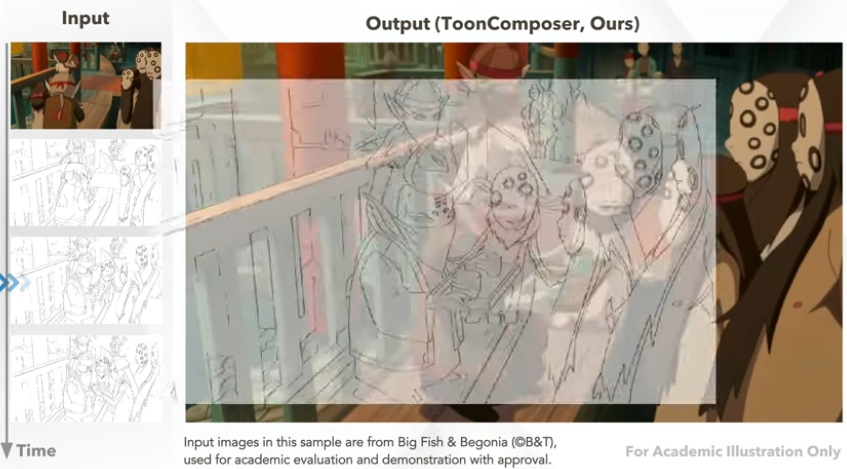 Input
Output (ToonComposer, Ours)
Time
Input images in this sample are from Big Fish & Begonia (©B&T),
used for academic evaluation and demonstration with approval.
For Academic Illustration Only